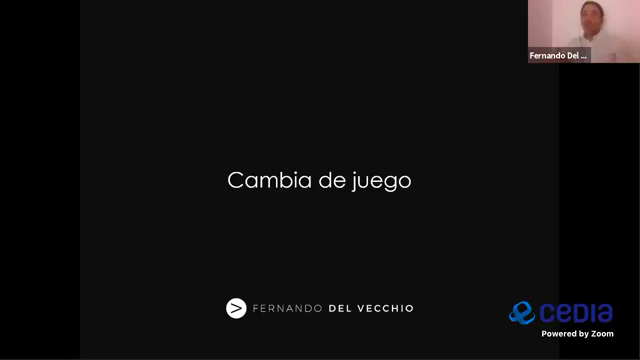 Fernando Del ...
Cambia de juego
> FERNANDO DEL VECCHIO
CEDIA
Powered by Zoom